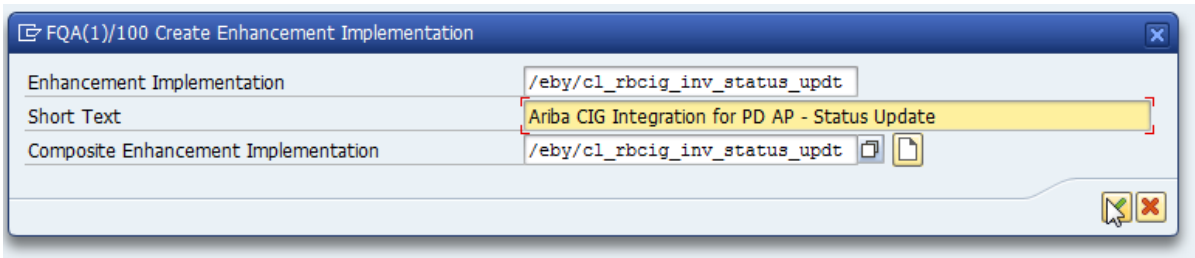 FQA(1)/100 Create Enhancement Implementation
Enhancement Implementation /eby/cl_rbcig_inv_status_updt
Short Text Ariba CIG Integration for PD AP - Status Update
Composite Enhancement Implementation /eby/cl_rbcig_inv_status_updt